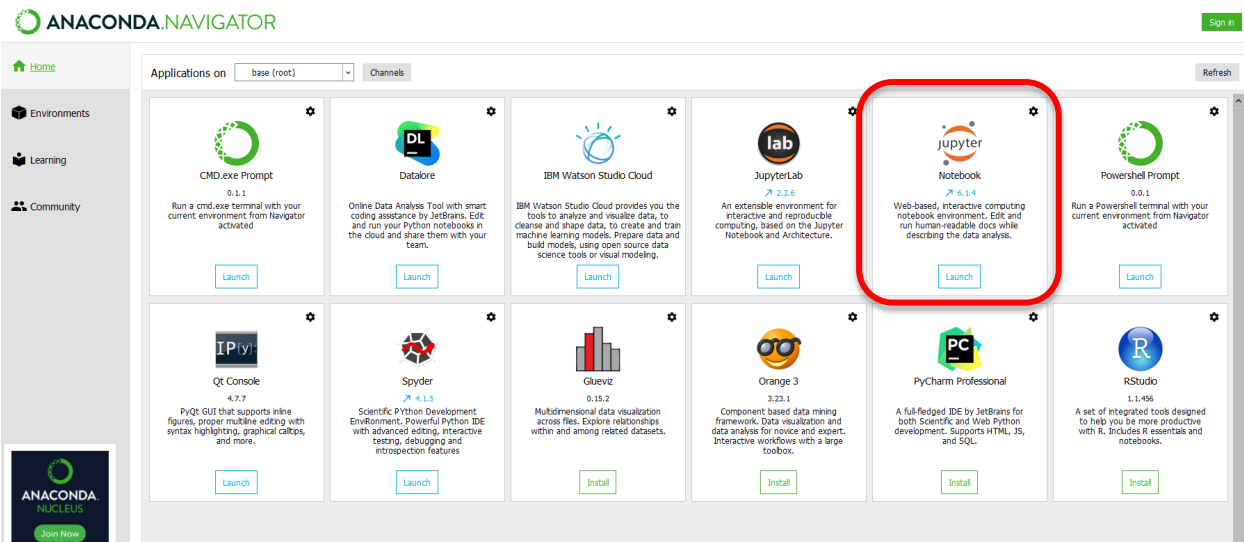 ANACONDA.NAVIGATOR
Sign in
Home
Environments
Learning
Community
Applications on base (root) Channels
Refresh
CMD.exe Prompt
0.1.1
Run a cmd.exe terminal with your
current environment from Navigator
activated
Launch
DL
Datalore
Online Data Analysis Tool with smart
coding assistance by JetBrains. Edit
and run your Python notebooks in
the cloud and share them with your
team.
Launch
IBM Watson Studio Cloud
IBM Watson Studio Cloud provides you the
tools to analyze and visualize data, to
cleanse and shape data, to create and train
machine learning models. Prepare data and
build models, using open source data
science tools or visual modeling.
Launch
lab
JupyterLab
2.2.6
An extensible environment for
interactive and reproducible
computing, based on the Jupyter
Notebook and Architecture.
Launch
jupyter
Notebook
6.1.4
Web-based, interactive computing
notebook environment. Edit and
run human-readable docs while
describing the data analysis.
Launch
Powershell Prompt
0.0.1
Run a Powershell terminal with your
current environment from Navigator
activated
Launch
IP[y]:
Qt Console
4.7.7
PyQt GUI that supports inline
figures, proper multiline editing with
syntax highlighting, graphical calltips,
and more.
Launch
Spyder
4.1.5
Scientific PYthon Development
EnviRonment. Powerful Python IDE
with advanced editing, interactive
testing, debugging and
introspection features
Launch
Glueviz
0.15.2
Multidimensional data visualization
across files. Explore relationships
within and among related datasets.
Install
Orange 3
3.23.1
Component based data mining
framework. Data visualization and
data analysis for novice and expert.
Interactive workflows with a large
toolbox.
Install
PC
PyCharm Professional
A full-fledged IDE by JetBrains for
both Scientific and Web Python
development. Supports HTML, JS,
and SQL.
Install
R
RStudio
1.1.456
A set of integrated tools designed
to help you be more productive
with R. Includes R essentials and
notebooks.
Install
ANACONDA.
NUCLEUS
Join Now